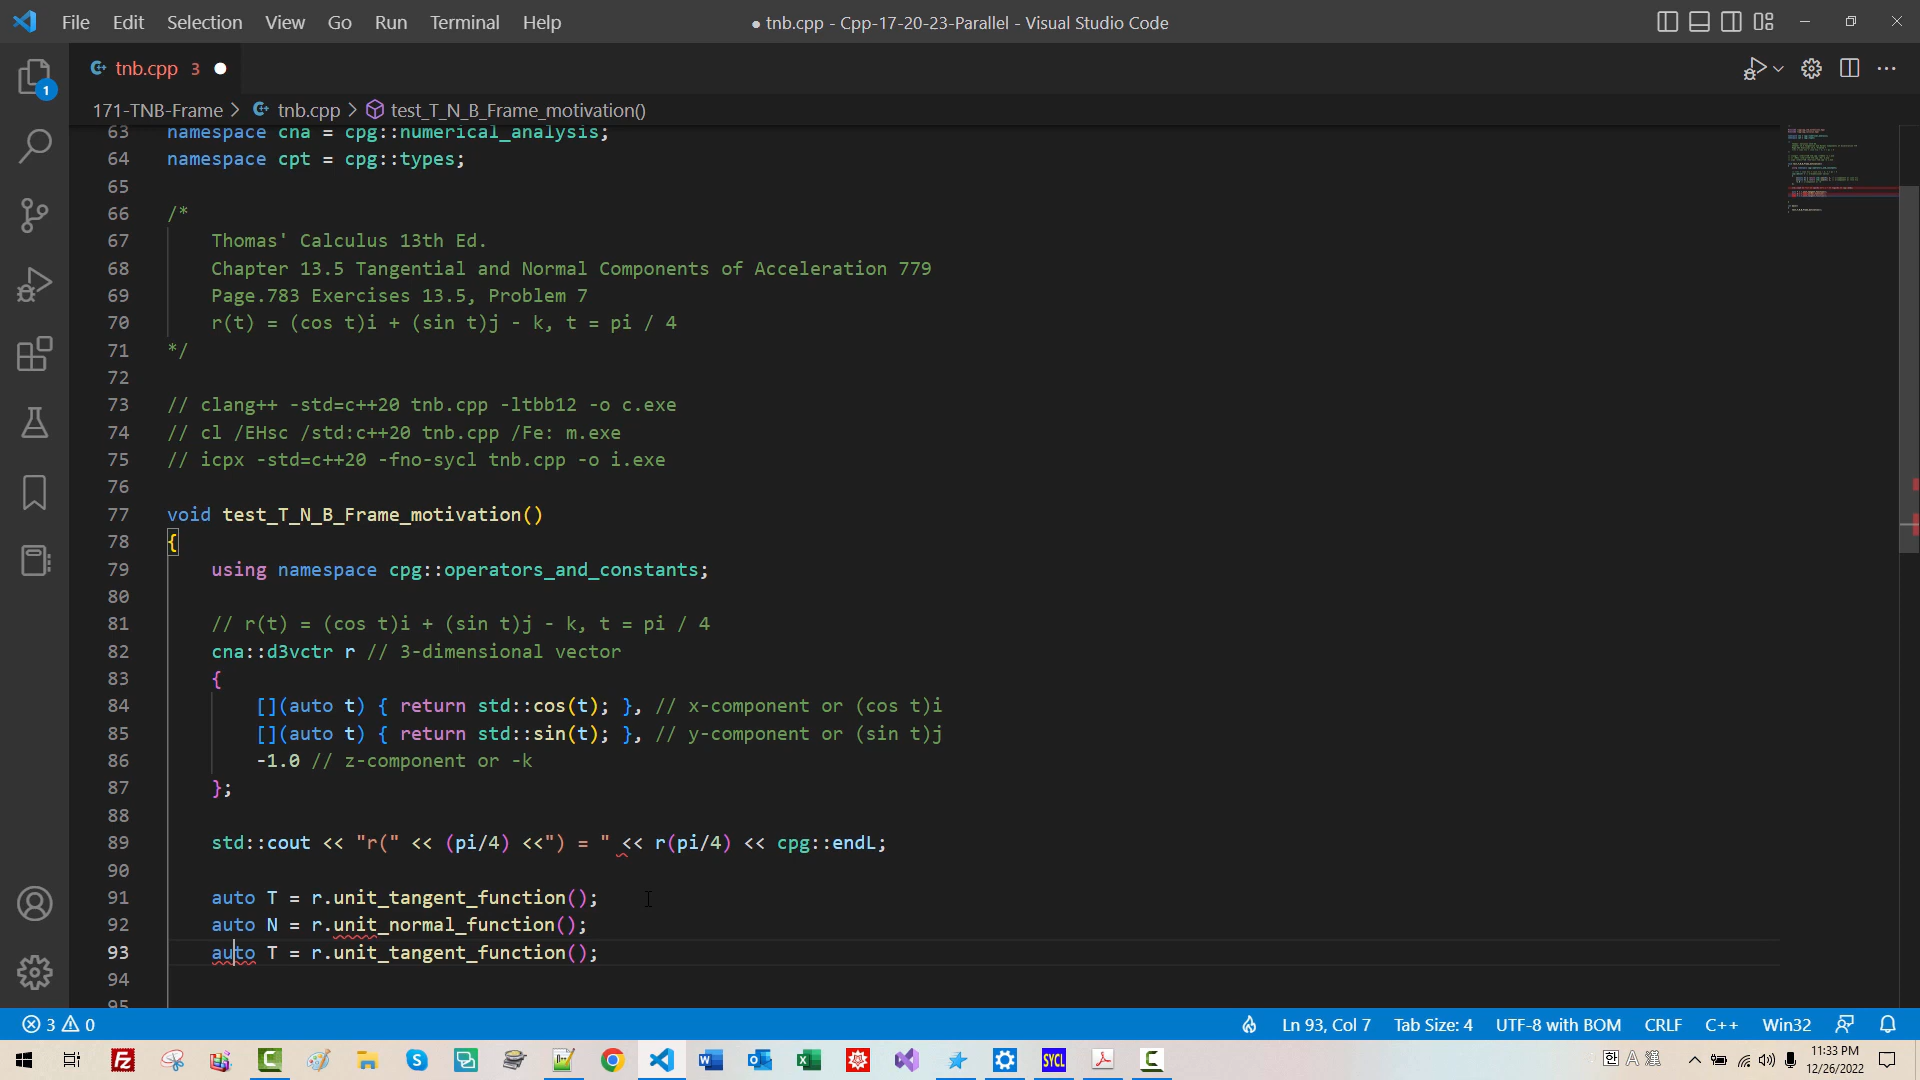 File Edit Selection View Go Run Terminal Help
● tnb.cpp - Cpp-17-20-23-Parallel - Visual Studio Code
tnb.cpp 3
171-TNB-Frame > tnb.cpp > test_T_N_B_Frame_motivation()
1
63 namespace cna = cpg::numerical_analysis;
64 namespace cpt = cpg::types;
65
66 /*
67 Thomas' Calculus 13th Ed.
68 Chapter 13.5 Tangential and Normal Components of Acceleration 779
69 Page.783 Exercises 13.5, Problem 7
70 r(t) = (cos t)i + (sin t)j - k, t = pi / 4
71 */
72
73 // clang++ -std=c++20 tnb.cpp -ltbb12 -o c.exe
74 // cl /EHsc /std:c++20 tnb.cpp /Fe: m.exe
75 // icpx -std=c++20 -fno-sycl tnb.cpp -o i.exe
76
77 void test_T_N_B_Frame_motivation()
78 {
79 using namespace cpg::operators_and_constants;
80
81 // r(t) = (cos t)i + (sin t)j - k, t = pi / 4
82 cna::d3vctr r // 3-dimensional vector
83 {
84 [](auto t) { return std::cos(t); }, // x-component or (cos t)i
85 [](auto t) { return std::sin(t); }, // y-component or (sin t)j
86 -1.0 // z-component or -k
87 };
88
89 std::cout << "r(" << (pi/4) <<") = " << r(pi/4) << cpg::endL;
90
91 auto T = r.unit_tangent_function();
92 auto N = r.unit_normal_function();
93 auto T = r.unit_tangent_function();
94
95
3 0
Ln 93, Col 7 Tab Size: 4 UTF-8 with BOM CRLF C++ Win32
한 A 漢
SYCL
11:33 PM
12/26/2022